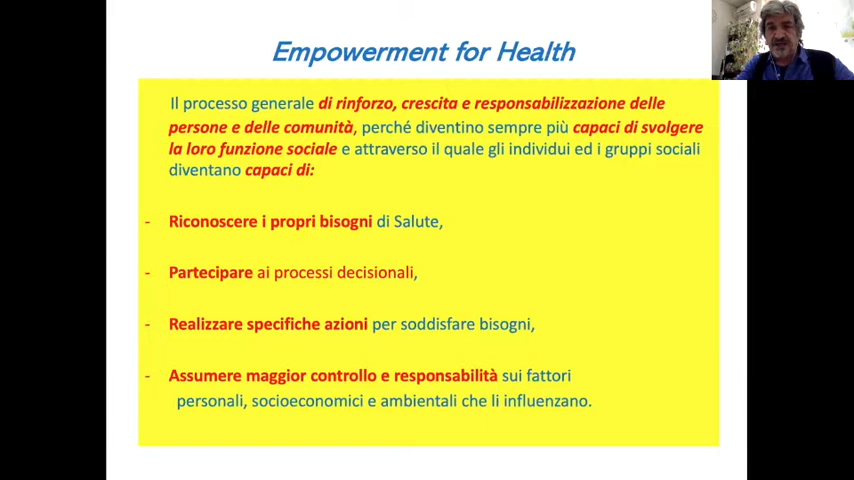 Empowerment for Health
Il processo generale di rinforzo, crescita e responsabilizzazione delle
persone e delle comunità, perché diventino sempre più capaci di svolgere
la loro funzione sociale e attraverso il quale gli individui ed i gruppi sociali
diventano capaci di:
- Riconoscere i propri bisogni di Salute,
- Partecipare ai processi decisionali,
- Realizzare specifiche azioni per soddisfare bisogni,
- Assumere maggior controllo e responsabilità sui fattori
personali, socioeconomici e ambientali che li influenzano.